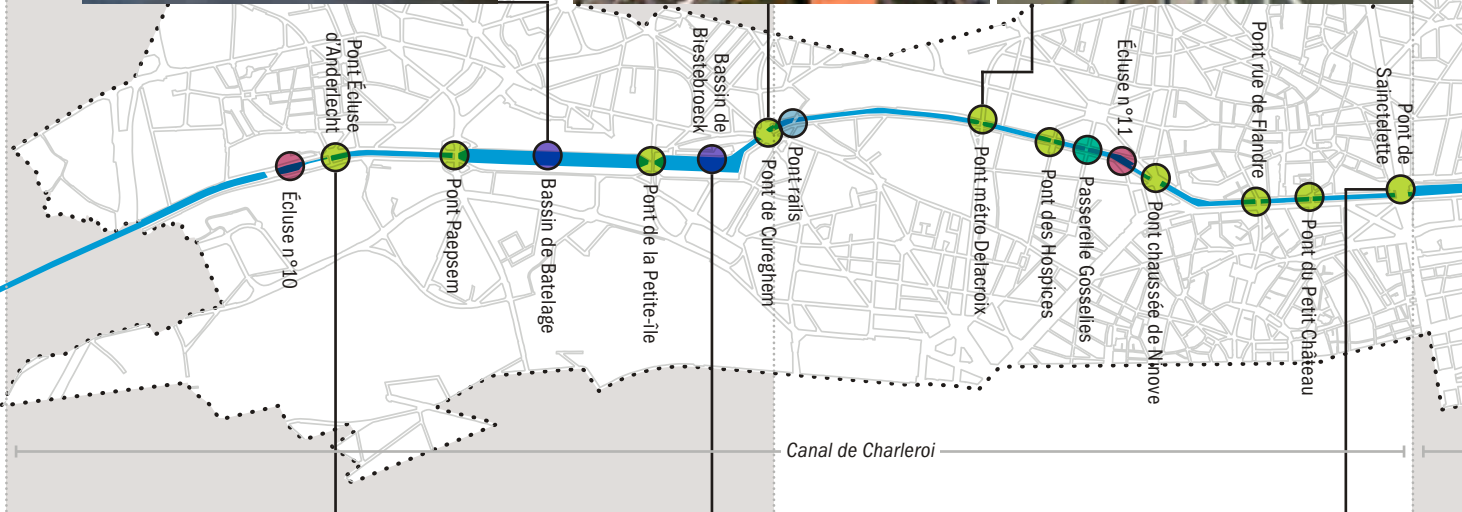 Écluse n°10
Pont Écluse
d'Anderlecht
Pont Paepsem
Bassin de Batelage
Pont de la Petite-île
Bassin de
Biestebroeck
Pont de Cureghem
Pont rails
Pont métro Delacroix
Pont des Hospices
Passerelle Gosselies
Écluse n°11
Pont chaussée de Ninove
Pont rue de Flandre
Pont du Petit Château
Pont de
Sainctelette
Canal de Charleroi